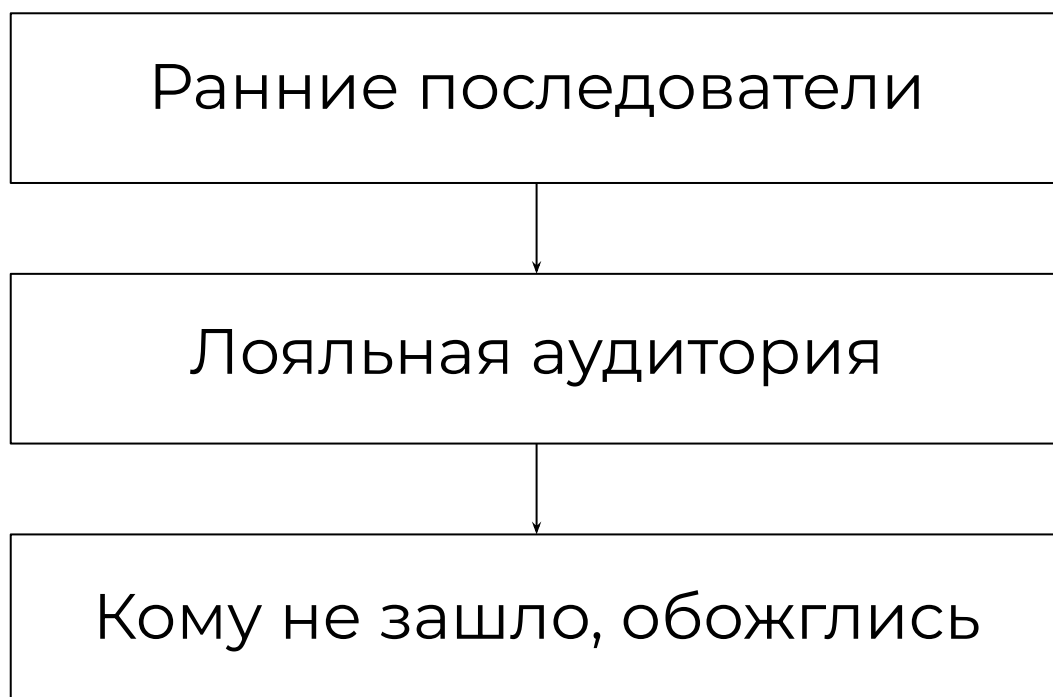 Ранние последователи
Лояльная аудитория
Кому не зашло, обожглись